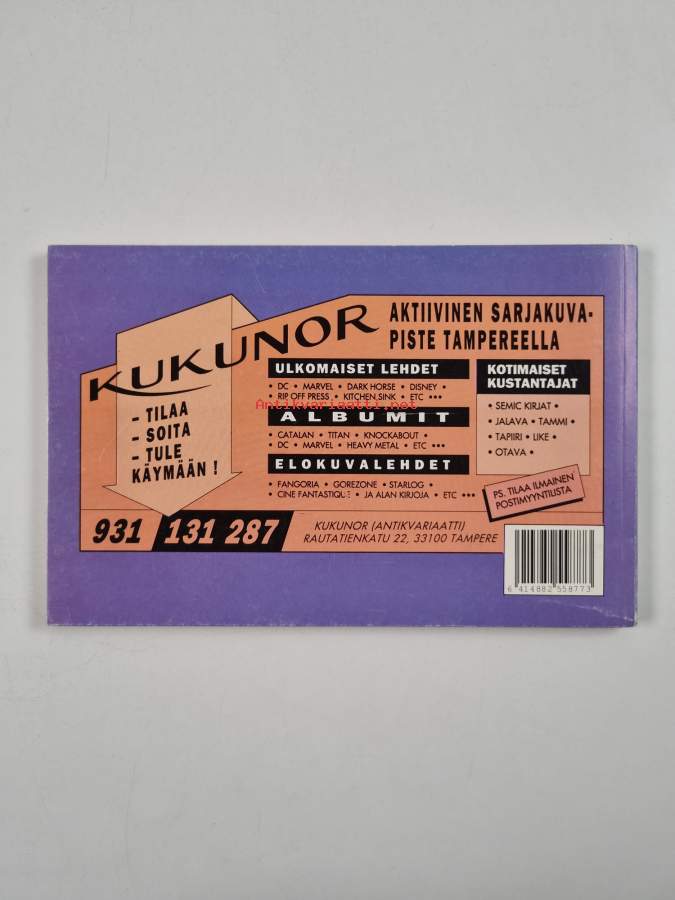 KUKUNOR
AKTIIVINEN SARJAKUVA-
PISTE TAMPEREELLA
- TILAA
- SOITA
- TULE
KÄYMÄÄN !
ULKOMAISET LEHDET
• DC • MARVEL • DARK HORSE • DISNEY •
• RIP OFF PRESS • KITCHEN SINK • ETC •••
Antikvariaatti.net
ALBUMIT
• CATALAN • TITAN • KNOCKABOUT •
• DC • MARVEL • HEAVY METAL • ETC •••
ELOKUVALEHDET
• FANGORIA • GOREZONE • STARLOG •
• CINE FANTASTIQUE • JA ALAN KIRJOJA • ETC •••
KOTIMAISET
KUSTANTAJAT
• SEMIC KIRJAT •
• JALAVA • TAMMI •
• TAPIIRI • LIKE •
• OTAVA •
PS. TILAA ILMAINEN
POSTIMYYNTILISTA
931 131 287
KUKUNOR (ANTIKVARIAATTI)
RAUTATIENKATU 22, 33100 TAMPERE
6 414882 558773